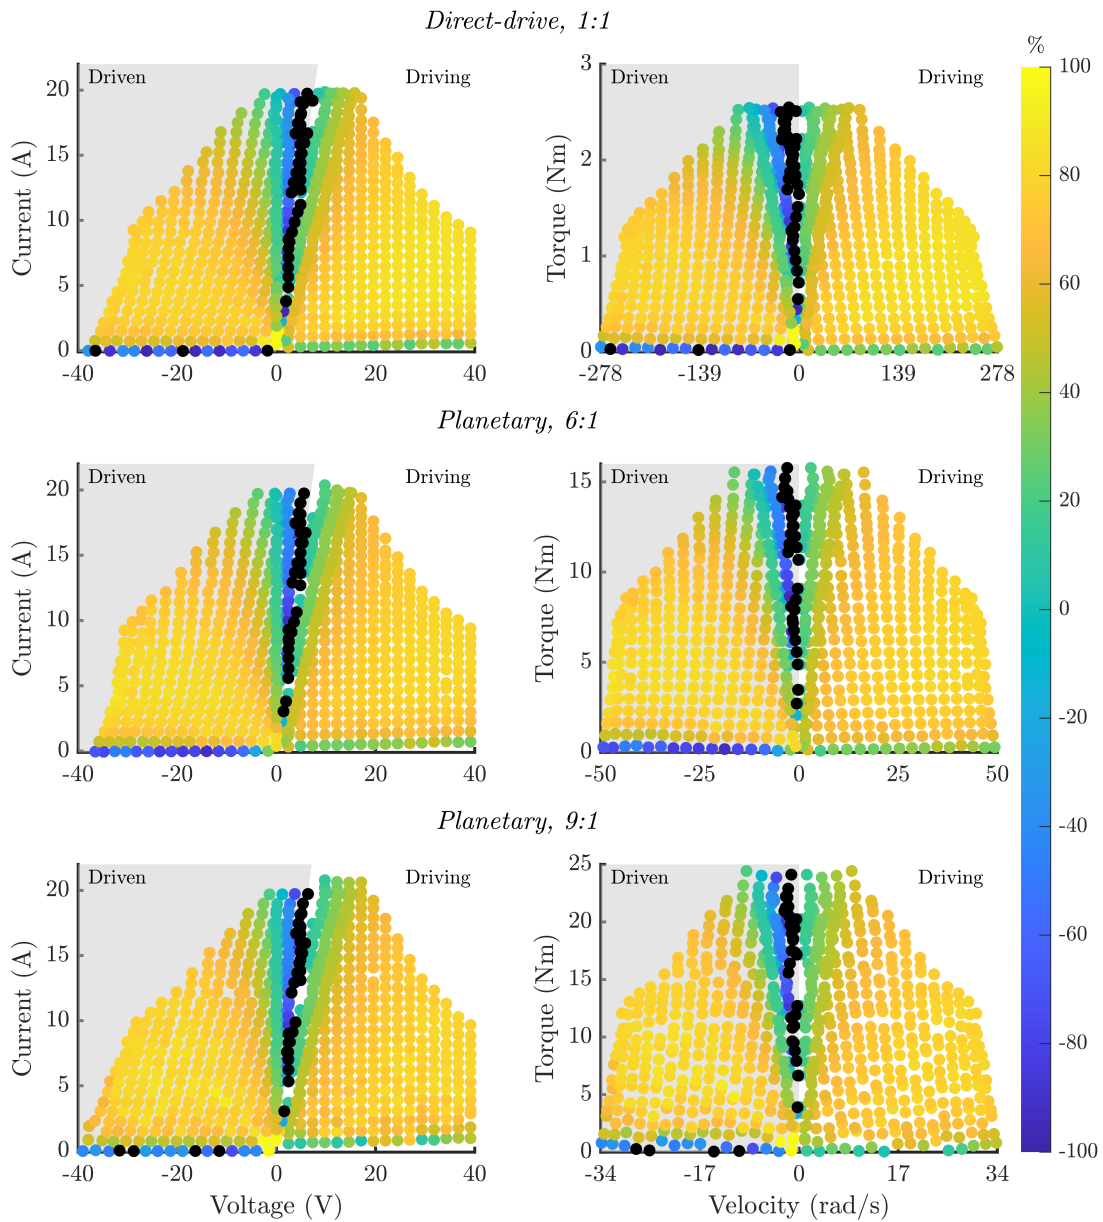 Direct-drive, 1:1
Driven Driving
Current (A)
20
15
10
5
0
-40 -20 0 20 40
Driven Driving
Torque (Nm)
3
2
1
0
-278 -139 0 139 278
Planetary, 6:1
Driven Driving
Current (A)
20
15
10
5
0
-40 -20 0 20 40
Driven Driving
Torque (Nm)
15
10
5
0
-50 -25 0 25 50
Planetary, 9:1
Driven Driving
Current (A)
20
15
10
5
0
-40 -20 0 20 40
Voltage (V)
Driven Driving
Torque (Nm)
25
20
15
10
5
0
-34 -17 0 17 34
Velocity (rad/s)
%
100
80
60
40
20
0
-20
-40
-60
-80
-100